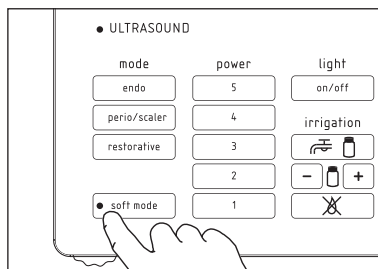 ULTRASOUND
mode
endo
perio/scaler
restorative
soft mode
power
5
4
3
2
1
light
on/off
irrigation
- +